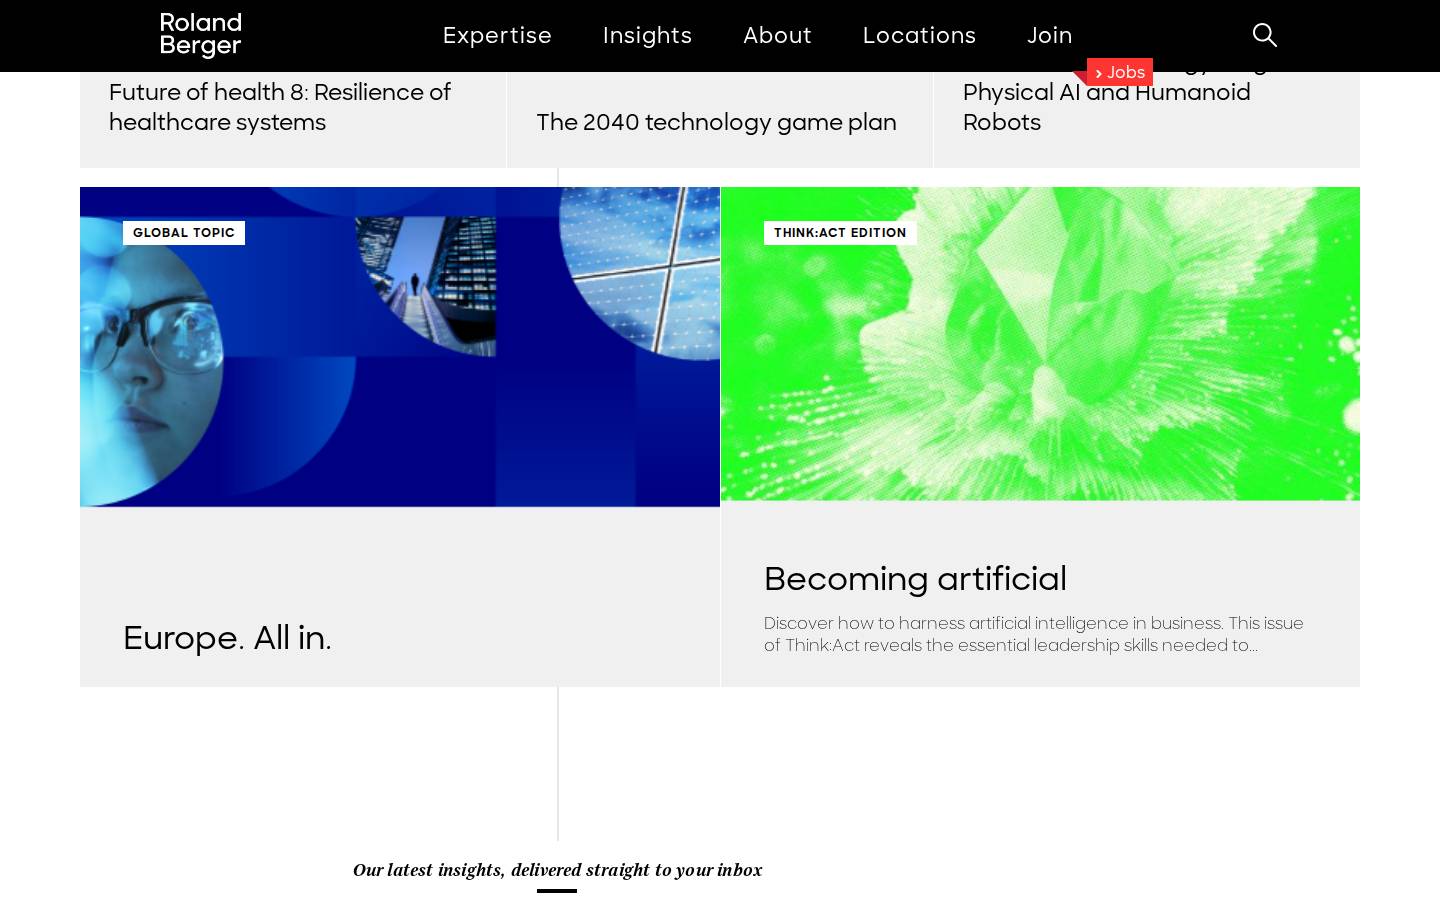 Roland
Berger
Expertise
Insights
About
Locations
Join
› Jobs
Future of health 8: Resilience of
healthcare systems
The 2040 technology game plan
Physical AI and Humanoid
Robots
GLOBAL TOPIC
THINK:ACT EDITION
Europe. All in.
Becoming artificial
Discover how to harness artificial intelligence in business. This issue
of Think:Act reveals the essential leadership skills needed to...
Our latest insights, delivered straight to your inbox